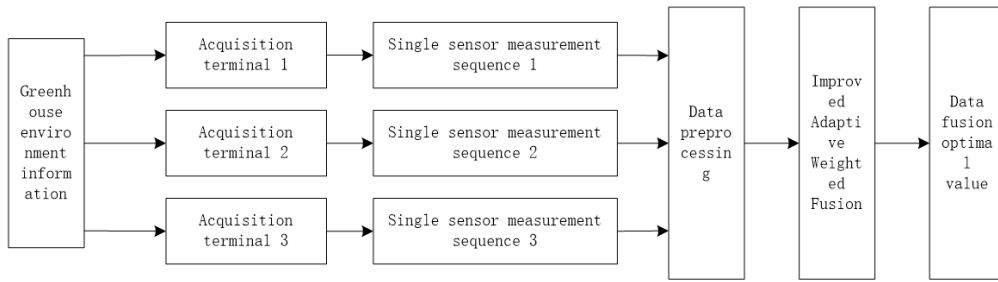 Greenh
ouse
enviro
nment
inform
ation
Acquisition
terminal 1
Single sensor measurement
sequence 1
Acquisition
terminal 2
Single sensor measurement
sequence 2
Acquisition
terminal 3
Single sensor measurement
sequence 3
Data
prepro
cessin
g
Improv
ed
Adapti
ve
Weight
ed
Fusion
Data
fusion
optima
l
value